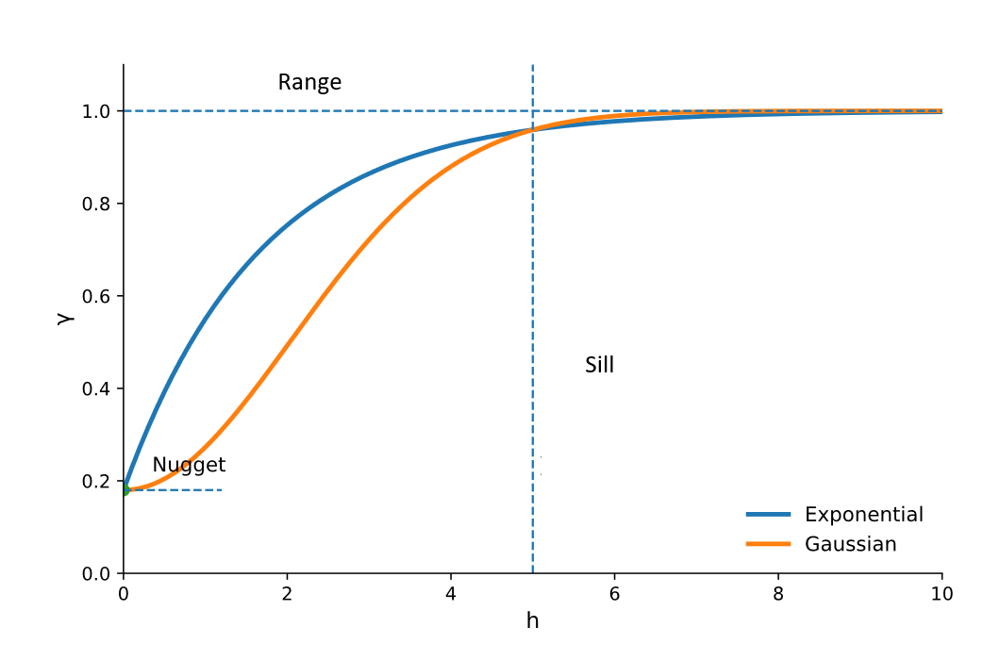 Range
1.0
0.8
0.6
γ
0.4
Sill
Nugget
0.2
Exponential
Gaussian
0.0
0 2 4 6 8 10
h